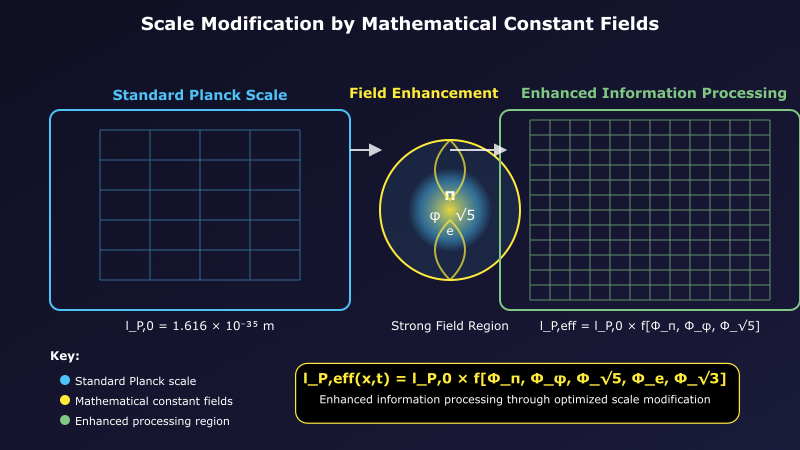 Scale Modification by Mathematical Constant Fields
Standard Planck Scale
Field Enhancement
Enhanced Information Processing
π
φ √5
e
l_P,0 = 1.616 × 10⁻³⁵ m
Strong Field Region
l_P,eff = l_P,0 × f[Φ_π, Φ_φ, Φ_√5]
Key:
Standard Planck scale
Mathematical constant fields
Enhanced processing region
l_P,eff(x,t) = l_P,0 × f[Φ_π, Φ_φ, Φ_√5, Φ_e, Φ_√3]
Enhanced information processing through optimized scale modification